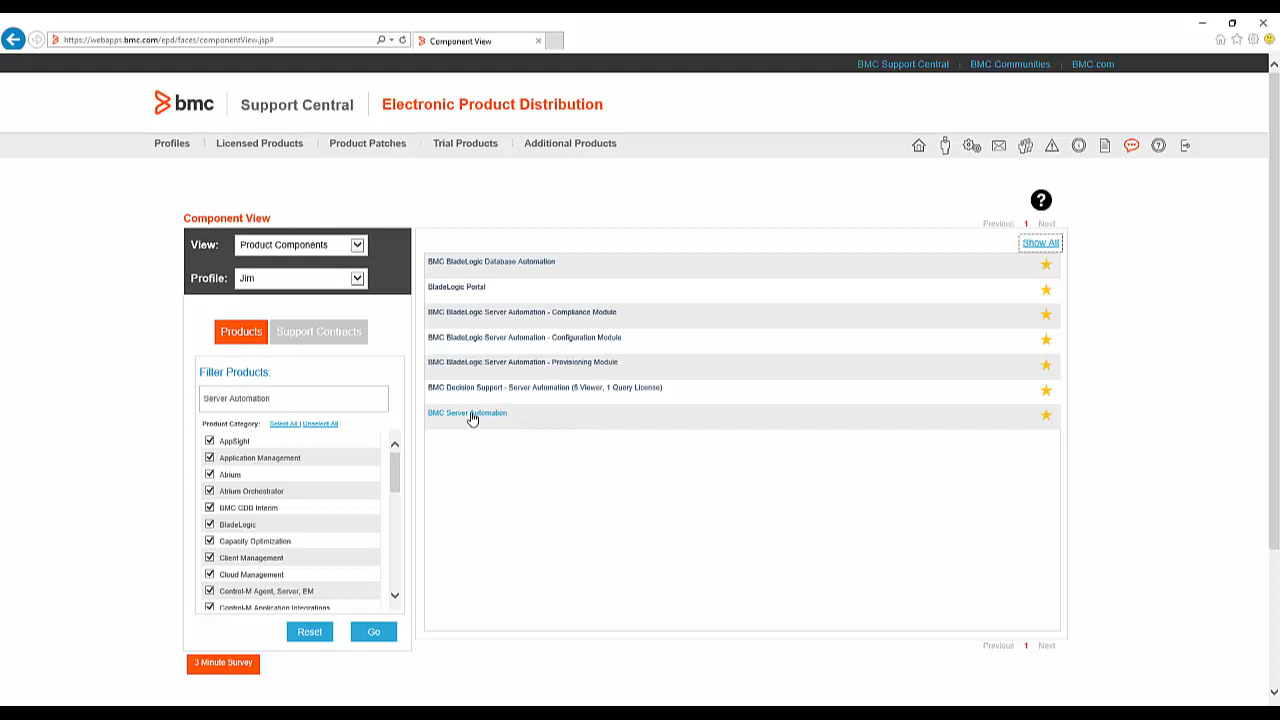 https://webapps.bmc.com/epd/faces/componentView.jsp#
Component View
BMC Support Central
BMC Communities
BMC.com
bmc
Support Central
Electronic Product Distribution
Profiles
Licensed Products
Product Patches
Trial Products
Additional Products
?
Component View
Previous 1 Next
View: Product Components
Profile: Jim
Show All
BMC BladeLogic Database Automation
BladeLogic Portal
BMC BladeLogic Server Automation - Compliance Module
BMC BladeLogic Server Automation - Configuration Module
BMC BladeLogic Server Automation - Provisioning Module
BMC Decision Support - Server Automation (5 Viewer, 1 Query License)
BMC Server Automation
Products
Support Contracts
Filter Products:
Server Automation
Product Category: Select All | Unselect All
AppSight
Application Management
Atrium
Atrium Orchestrator
BMC CDB Interim
BladeLogic
Capacity Optimization
Client Management
Cloud Management
Control-M Agent, Server, EM
Control-M Application Integrations
Reset
Go
Previous 1 Next
3 Minute Survey